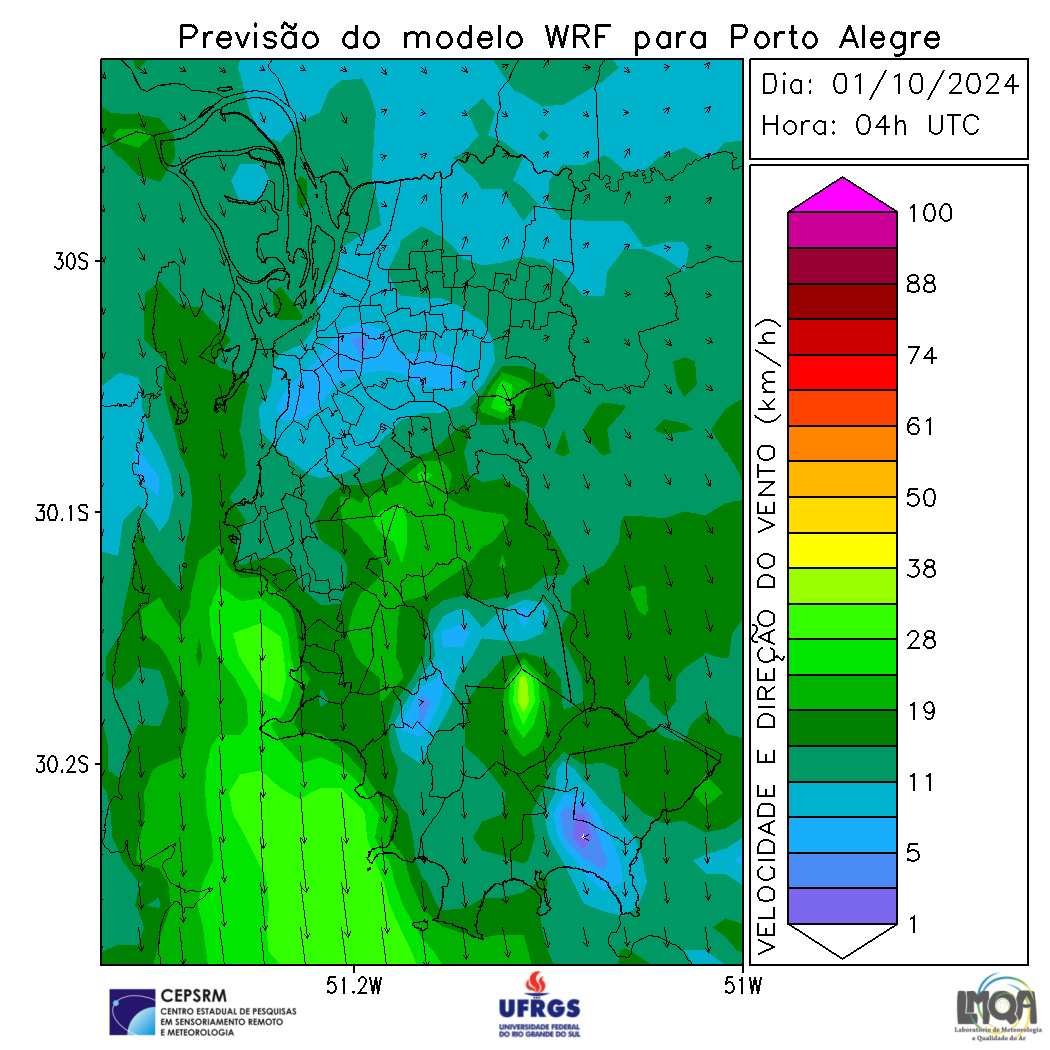 Previsão do modelo WRF para Porto Alegre
Dia: 01/10/2024
Hora: 04h UTC
30S
30.1S
30.2S
51.2W
51W
VELOCIDADE E DIREÇÃO DO VENTO (km/h)
100
88
74
61
50
38
28
19
11
5
1
CEPSRM
CENTRO ESTADUAL DE PESQUISAS
EM SENSORIAMENTO REMOTO
E METEOROLOGIA
UFRGS
UNIVERSIDADE FEDERAL
DO RIO GRANDE DO SUL
LMQA
Laboratório de Meteorologia
e Qualidade do Ar